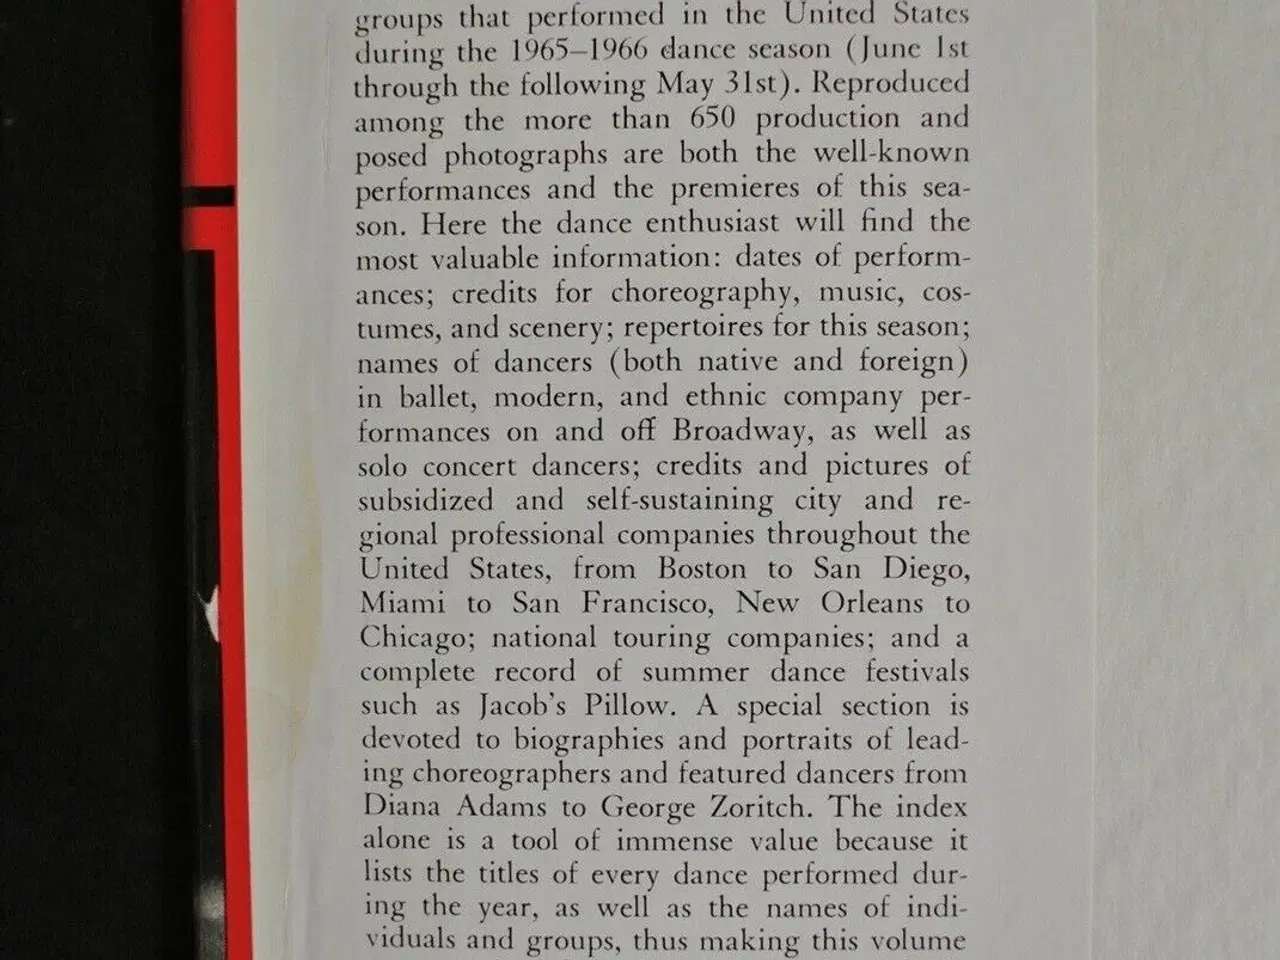 groups that performed in the United States
during the 1965–1966 dance season (June 1st
through the following May 31st). Reproduced
among the more than 650 production and
posed photographs are both the well-known
performances and the premieres of this sea-
son. Here the dance enthusiast will find the
most valuable information: dates of perform-
ances; credits for choreography, music, cos-
tumes, and scenery; repertoires for this season;
names of dancers (both native and foreign)
in ballet, modern, and ethnic company per-
formances on and off Broadway, as well as
solo concert dancers; credits and pictures of
subsidized and self-sustaining city and re-
gional professional companies throughout the
United States, from Boston to San Diego,
Miami to San Francisco, New Orleans to
Chicago; national touring companies; and a
complete record of summer dance festivals
such as Jacob's Pillow. A special section is
devoted to biographies and portraits of lead-
ing choreographers and featured dancers from
Diana Adams to George Zoritch. The index
alone is a tool of immense value because it
lists the titles of every dance performed dur-
ing the year, as well as the names of indi-
viduals and groups, thus making this volume